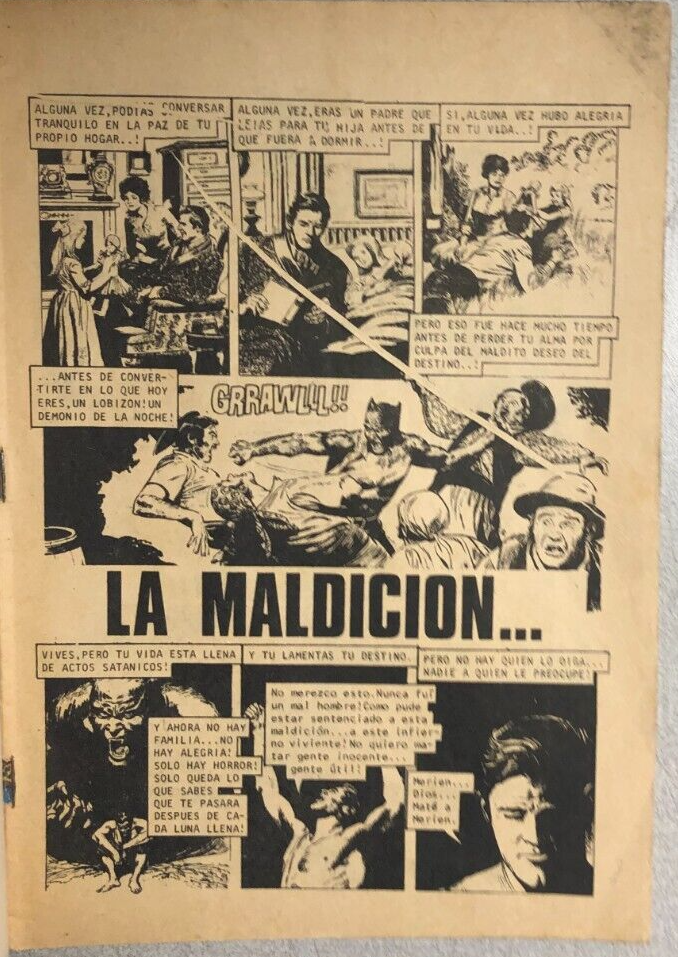 ALGUNA VEZ,PODIAS CONVERSAR
TRANQUILO EN LA PAZ DE TU
PROPIO HOGAR..!
ALGUNA VEZ,ERAS UN PADRE QUE
LEIAS PARA TU HIJA ANTES DE
QUE FUERA A DORMIR..!
SI,ALGUNA VEZ HUBO ALEGRIA
EN TU VIDA..!
PERO ESO FUE HACE MUCHO TIEMPO
ANTES DE PERDER TU ALMA POR
CULPA DEL MALDITO DESEO DEL
DESTINO..!
...ANTES DE CONVER-
TIRTE EN LO QUE HOY
ERES,UN LOBIZON!UN
DEMONIO DE LA NOCHE!
GRRAWLLL!!
LA MALDICION...
VIVES,PERO TU VIDA ESTA LLENA
DE ACTOS SATANICOS!
Y AHORA NO HAY
FAMILIA...NO
HAY ALEGRIA!
SOLO HAY HORROR!
SOLO QUEDA LO
QUE SABES
QUE TE PASARA
DESPUES DE CA-
DA LUNA LLENA!
Y TU LAMENTAS TU DESTINO..
No merezco esto.Nunca fui
un mal hombre!Como pude
estar sentenciado a esta
maldición...a este infier-
no viviente!No quiero ma-
tar gente inocente...
gente útil!
PERO NO HAY QUIEN LO DIGA...
NADIE A QUIEN LE PREOCUPE!
Merien...
Dios...
Maté a
Merien.